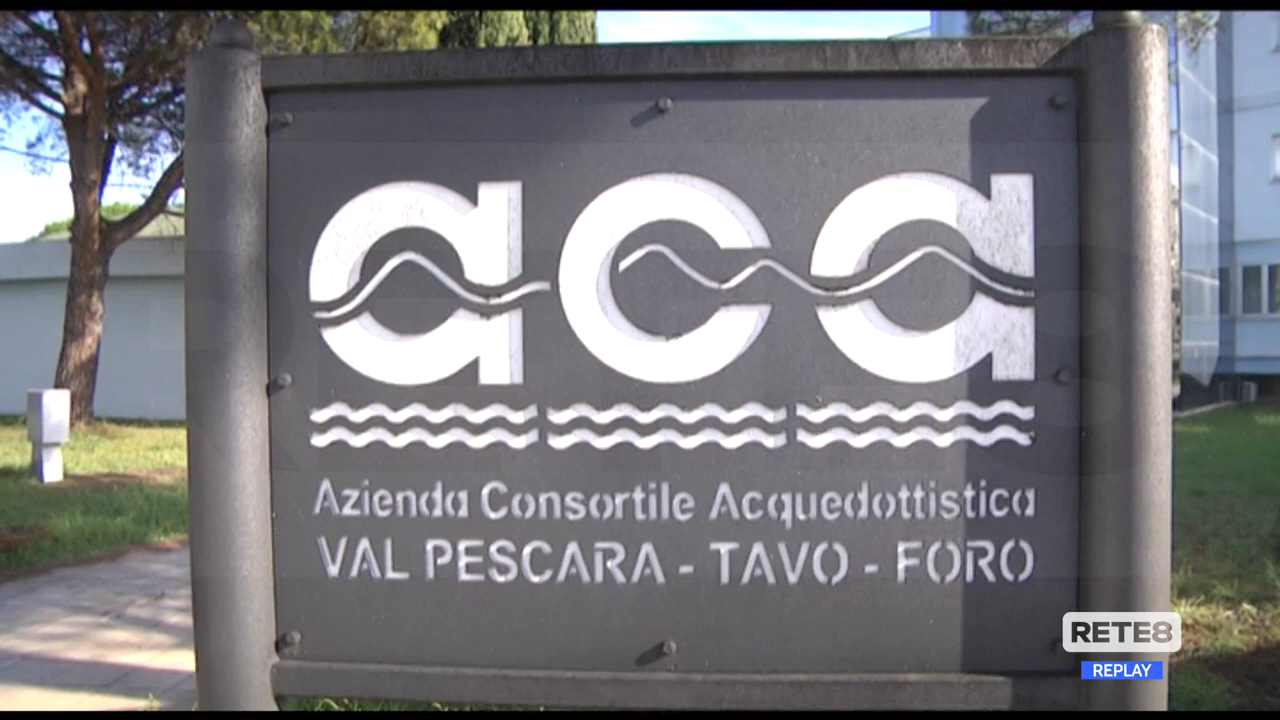 aca
Azienda Consortile Acquedottistica
VAL PESCARA - TAVO - FORO
RETE8
REPLAY